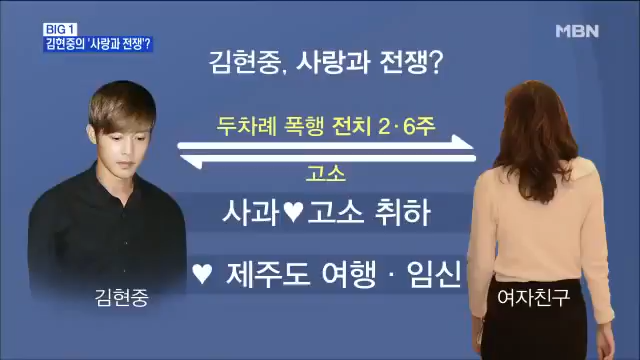 BIG 1
김현중의 '사랑과 전쟁'?
MBN
김현중, 사랑과 전쟁?
두차례 폭행 전치 2·6주
고소
사과♥고소 취하
♥ 제주도 여행·임신
김현중
여자친구